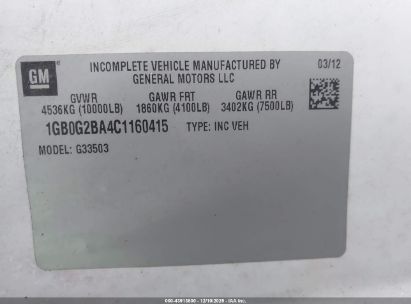 GM
INCOMPLETE VEHICLE MANUFACTURED BY
GENERAL MOTORS LLC
03/12
GVWR GAWR FRT GAWR RR
4536KG (10000LB) 1860KG (4100LB) 3402KG (7500LB)
1GB0G2BA4C1160415 TYPE: INC VEH
MODEL: G33503